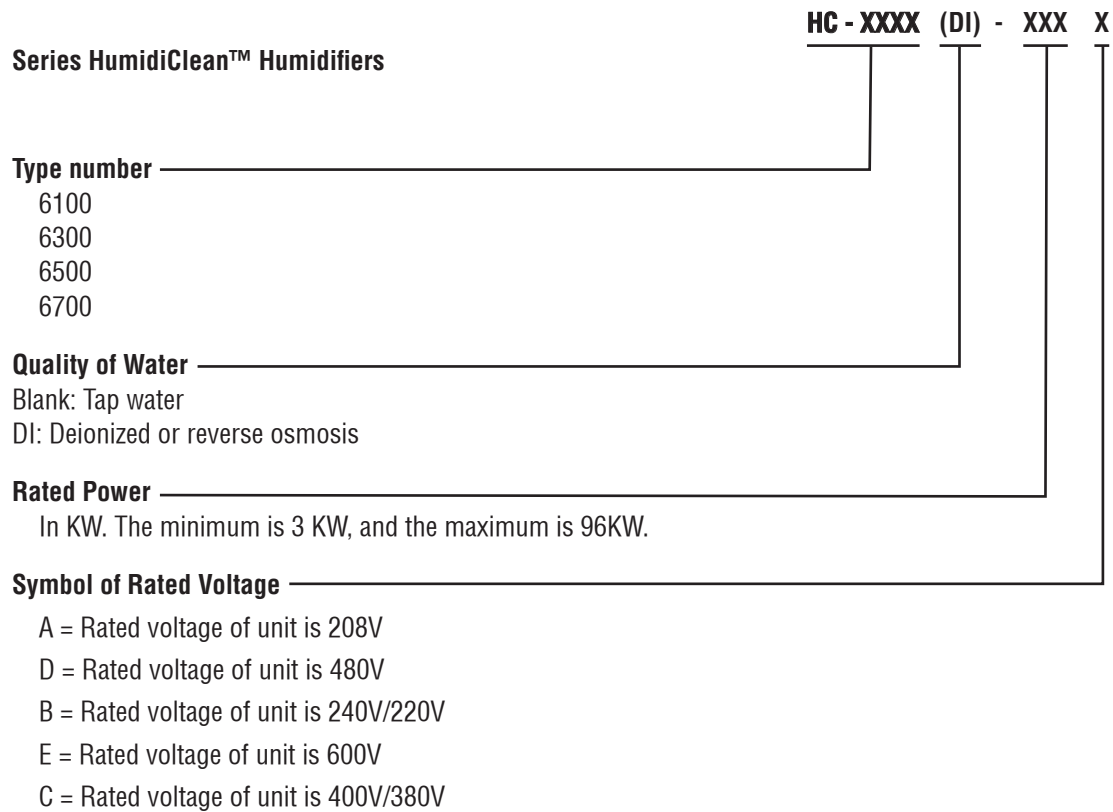 HC - XXXX (DI) - XXX X
Series HumidiClean™ Humidifiers
Type number
6100
6300
6500
6700
Quality of Water
Blank: Tap water
DI: Deionized or reverse osmosis
Rated Power
In KW. The minimum is 3 KW, and the maximum is 96KW.
Symbol of Rated Voltage
A = Rated voltage of unit is 208V
D = Rated voltage of unit is 480V
B = Rated voltage of unit is 240V/220V
E = Rated voltage of unit is 600V
C = Rated voltage of unit is 400V/380V